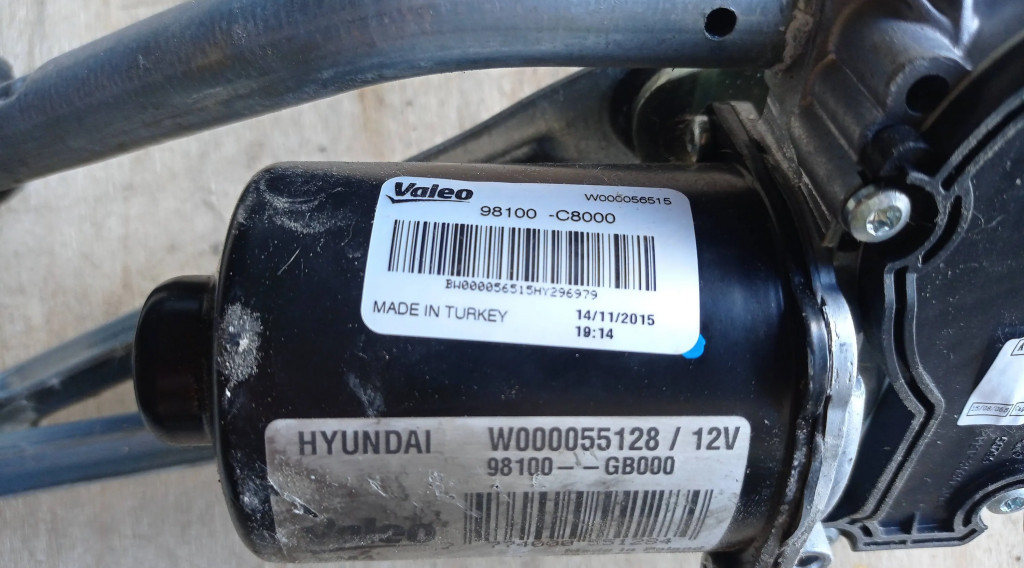 Valeo W000056515
98100 -C8000
BW000056515HY296979
MADE IN TURKEY 14/11/2015
19:14
HYUNDAI W000055128 / 12V
98100--GB000
Valeo